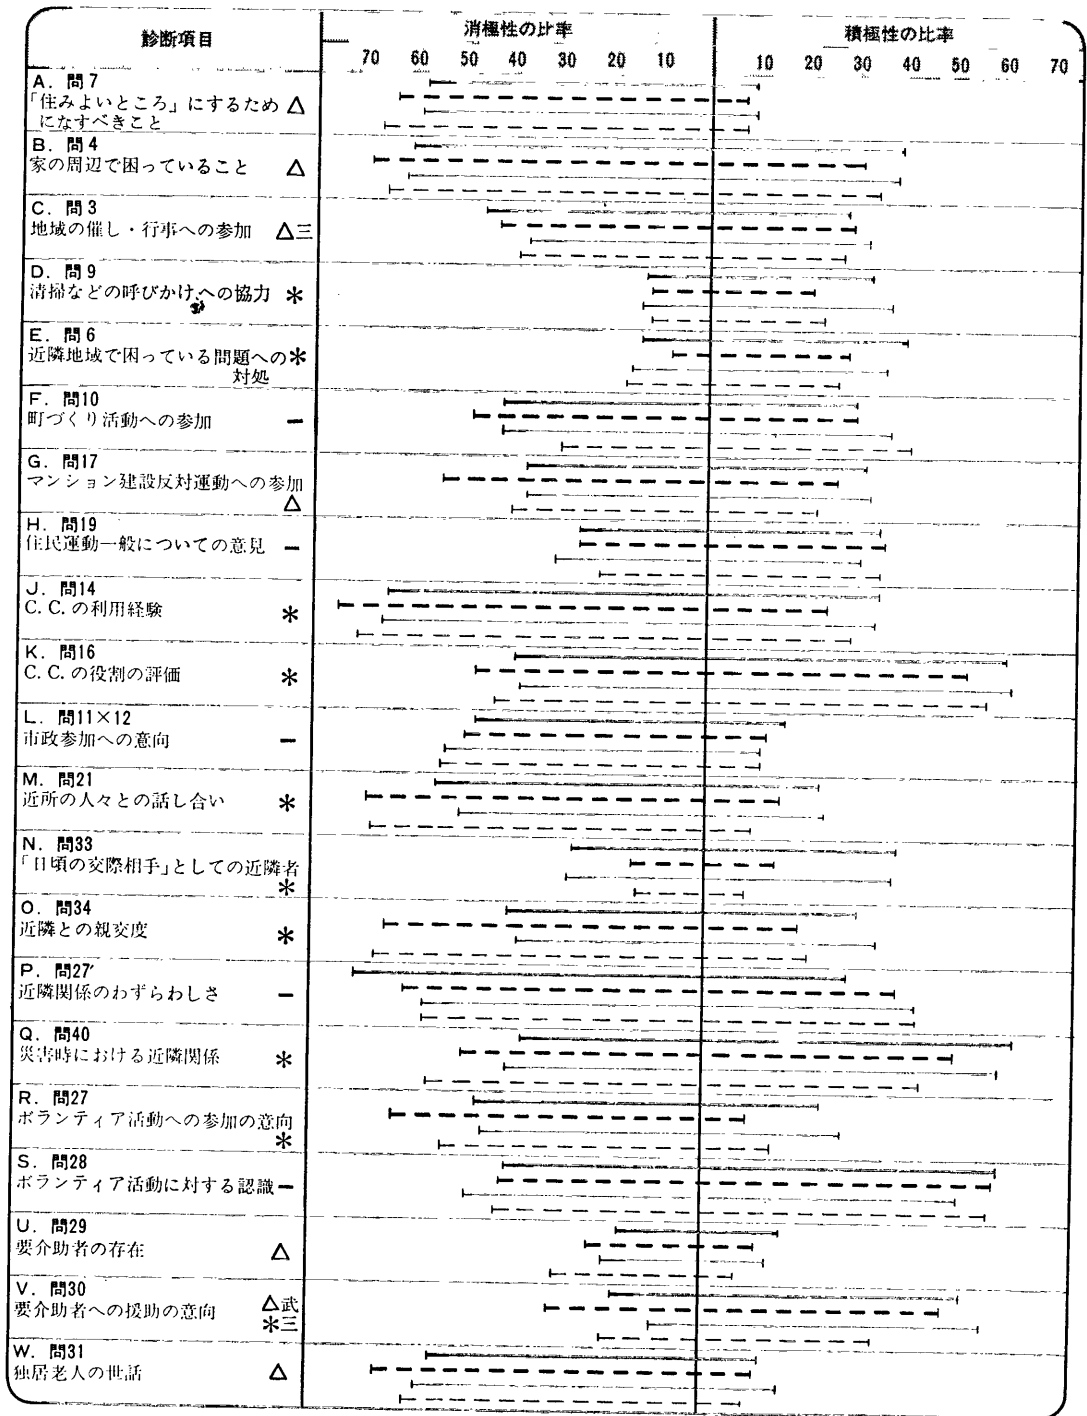 診断項目
消極性の比率
積極性の比率
70 60 50 40 30 20 10 10 20 30 40 50 60 70
A. 問7
「住みよいところ」にするため △
になすべきこと
B. 問4
家の周辺で困っていること △
C. 問3
地域の催し・行事への参加 △三
D. 問9
清掃などの呼びかけへの協力 *
E. 問6
近隣地域で困っている問題への*
対処
F. 問10
町づくり活動への参加 −
G. 問17
マンション建設反対運動への参加
△
H. 問19
住民運動一般についての意見 −
J. 問14
C. C. の利用経験 *
K. 問16
C. C. の役割の評価 *
L. 問11×12
市政参加への意向 −
M. 問21
近所の人々との話し合い *
N. 問33
「日頃の交際相手」としての近隣者
*
O. 問34
近隣との親交度 *
P. 問27′
近隣関係のわずらわしさ −
Q. 問40
災害時における近隣関係 *
R. 問27
ボランティア活動への参加の意向
*
S. 問28
ボランティア活動に対する認識−
U. 問29
要介助者の存在 △
V. 問30
要介助者への援助の意向 △武
*三
W. 問31
独居老人の世話 △